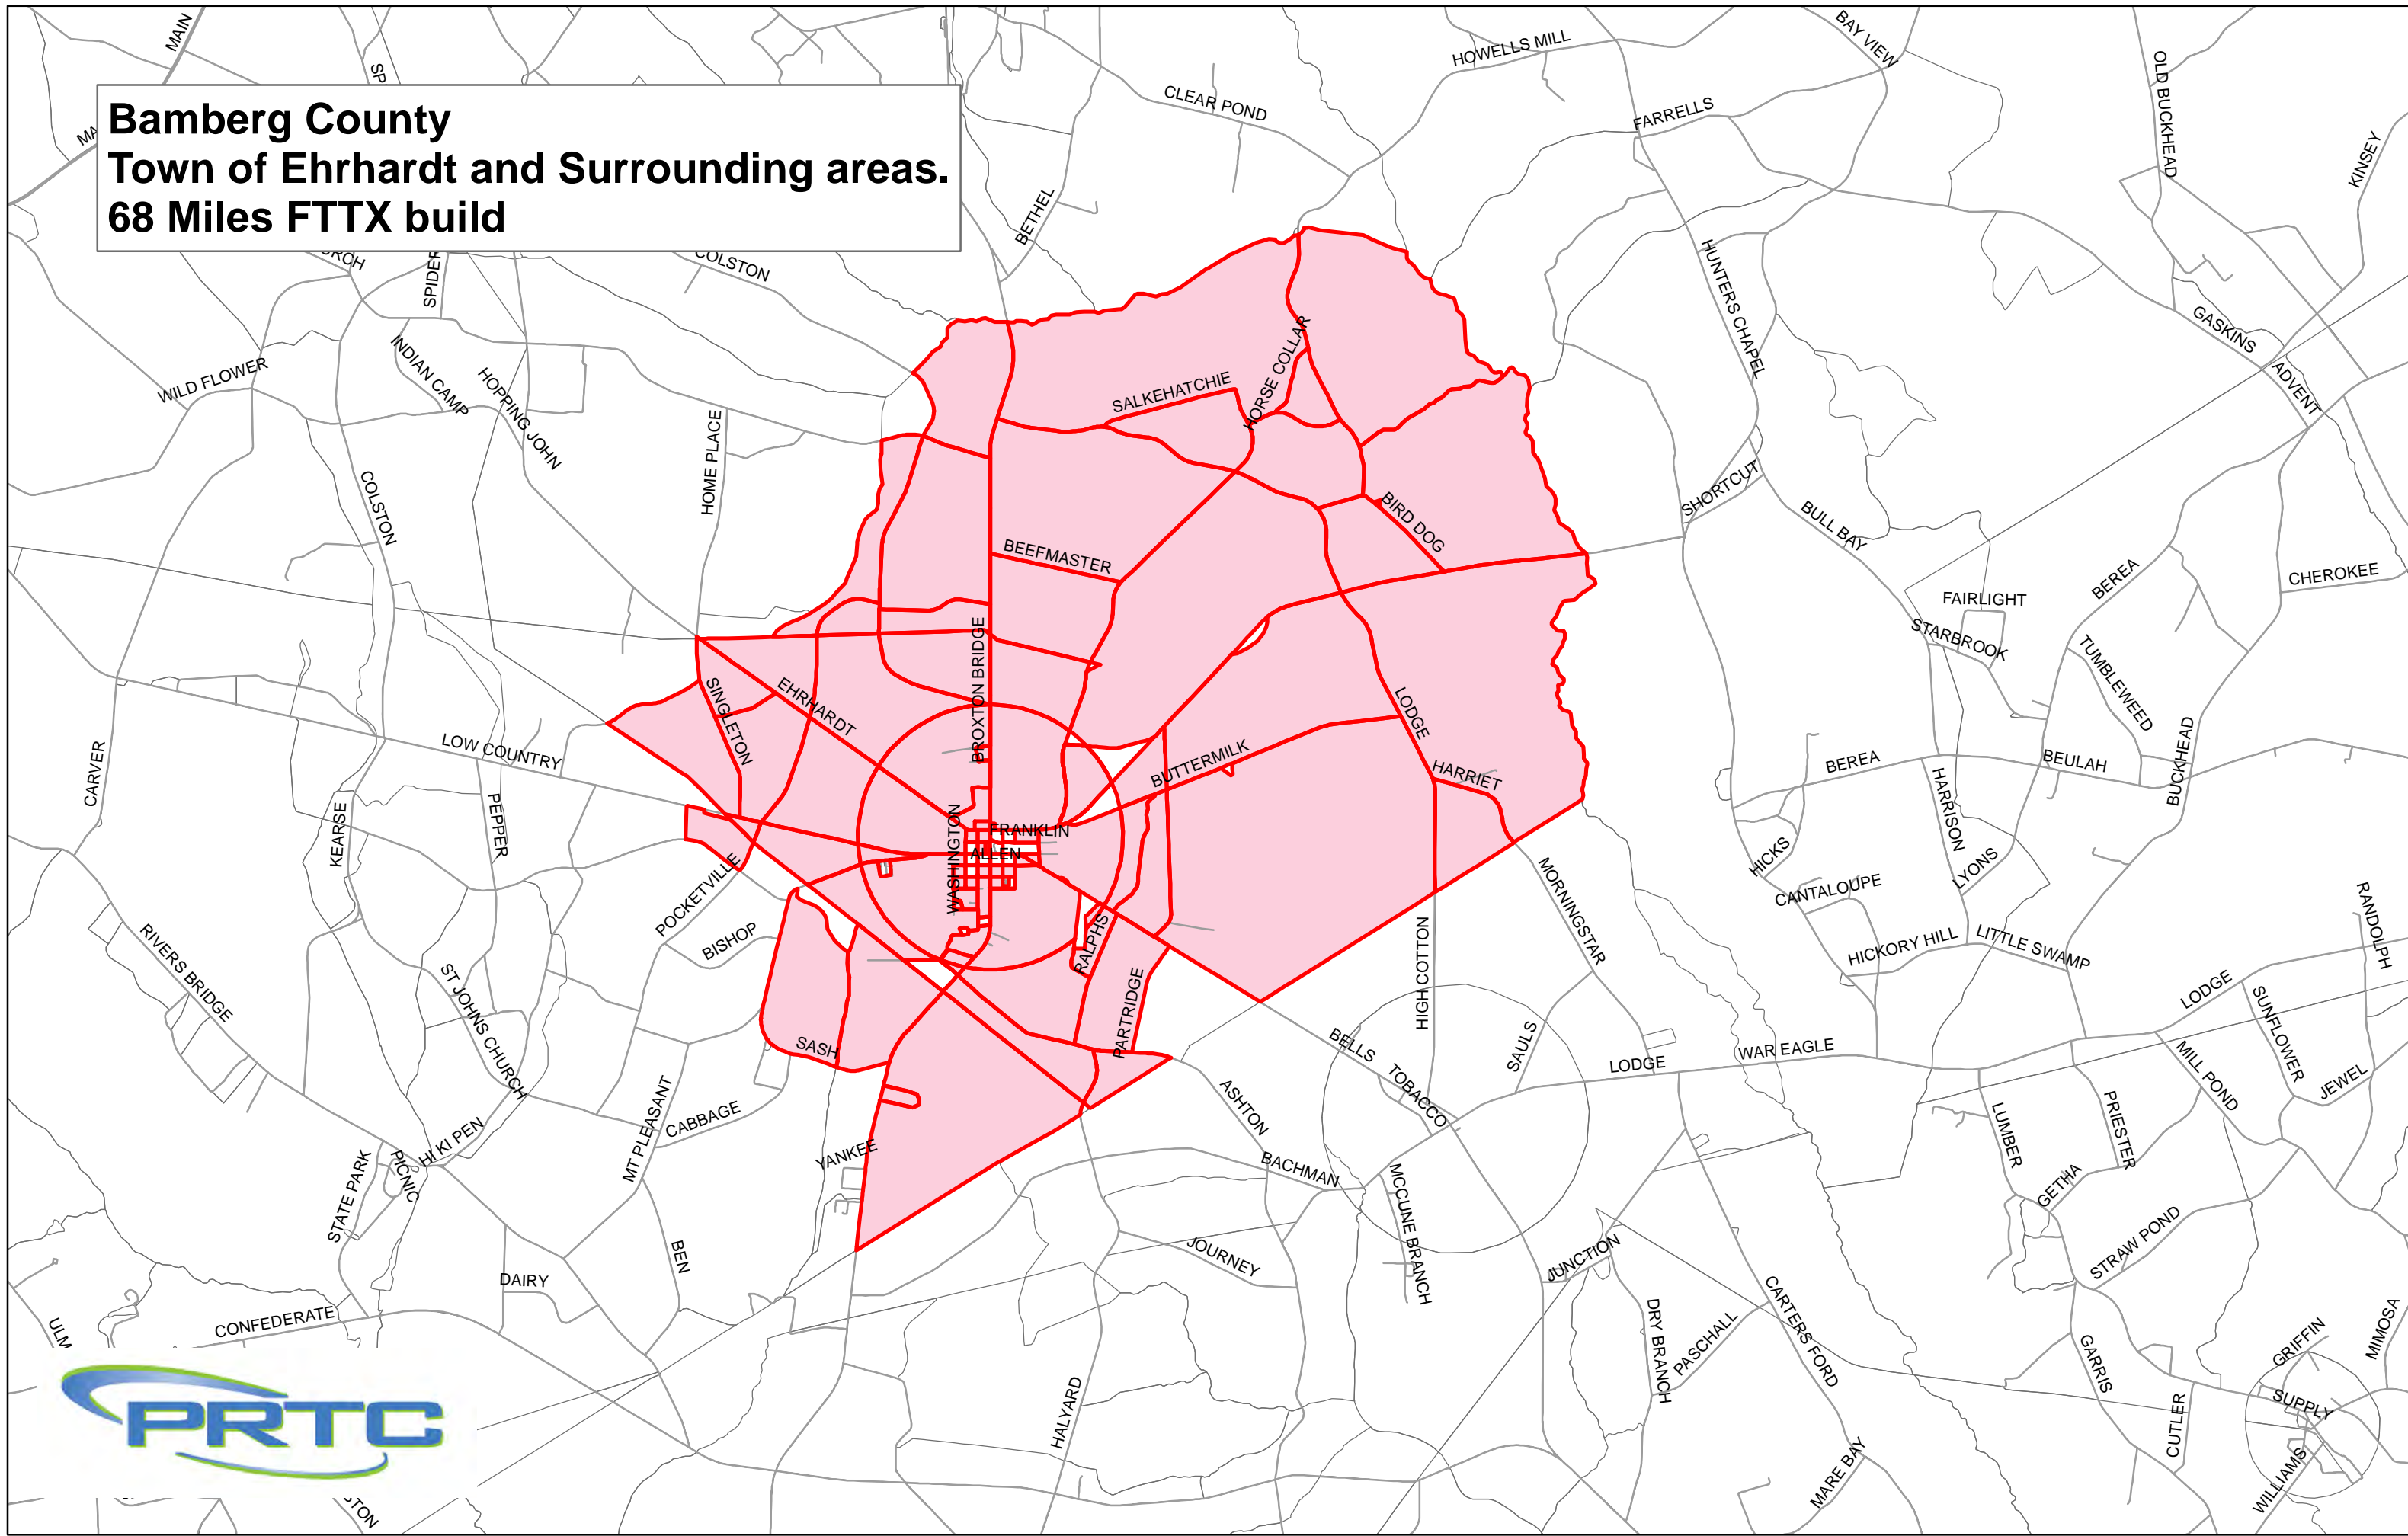 MAIN
SP
BAY VIEW
HOWELLS MILL
OLD BUCKHEAD
CLEAR POND
FARRELLS
KINSEY
MA
Bamberg County
Town of Ehrhardt and Surrounding areas.
68 Miles FTTX build
BETHEL
RCH
SPIDER
COLSTON
HUNTERS CHAPEL
GASKINS
ADVENT
WILD FLOWER
INDIAN CAMP
HOPPING JOHN
HOME PLACE
SALKEHATCHIE
HORSE COLLAR
COLSTON
SHORTCUT
BULL BAY
BIRD DOG
BEEFMASTER
BEREA
CHEROKEE
FAIRLIGHT
STARBROOK
TUMBLEWEED
BROXTON BRIDGE
SINGLETON
EHRHARDT
LODGE
LOW COUNTRY
CARVER
BUTTERMILK
HARRIET
BEREA
BEULAH
BUCKHEAD
KEARSE
PEPPER
WASHINGTON
FRANKLIN
ALLEN
HARRISON
HICKS
LYONS
CANTALOUPE
POCKETVILLE
BISHOP
MORNINGSTAR
RANDOLPH
RIVERS BRIDGE
ST JOHNS CHURCH
RALPHS
PARTRIDGE
HIGH COTTON
HICKORY HILL
LITTLE SWAMP
LODGE
SUNFLOWER
SASH
BELLS
TOBACCO
SAULS
LODGE
WAR EAGLE
MILL POND
JEWEL
MT PLEASANT
CABBAGE
ASHTON
LUMBER
PRIESTER
HI KI PEN
PICNIC
STATE PARK
YANKEE
BACHMAN
MCCUNE BRANCH
GETHA
STRAW POND
BEN
DAIRY
JOURNEY
JUNCTION
CONFEDERATE
ULM
DRY BRANCH
PASCHALL
CARTERS FORD
GARRIS
GRIFFIN
MIMOSA
PRTC
HALYARD
SUPPLY
CUTLER
MARE BAY
WILLIAMS
STON